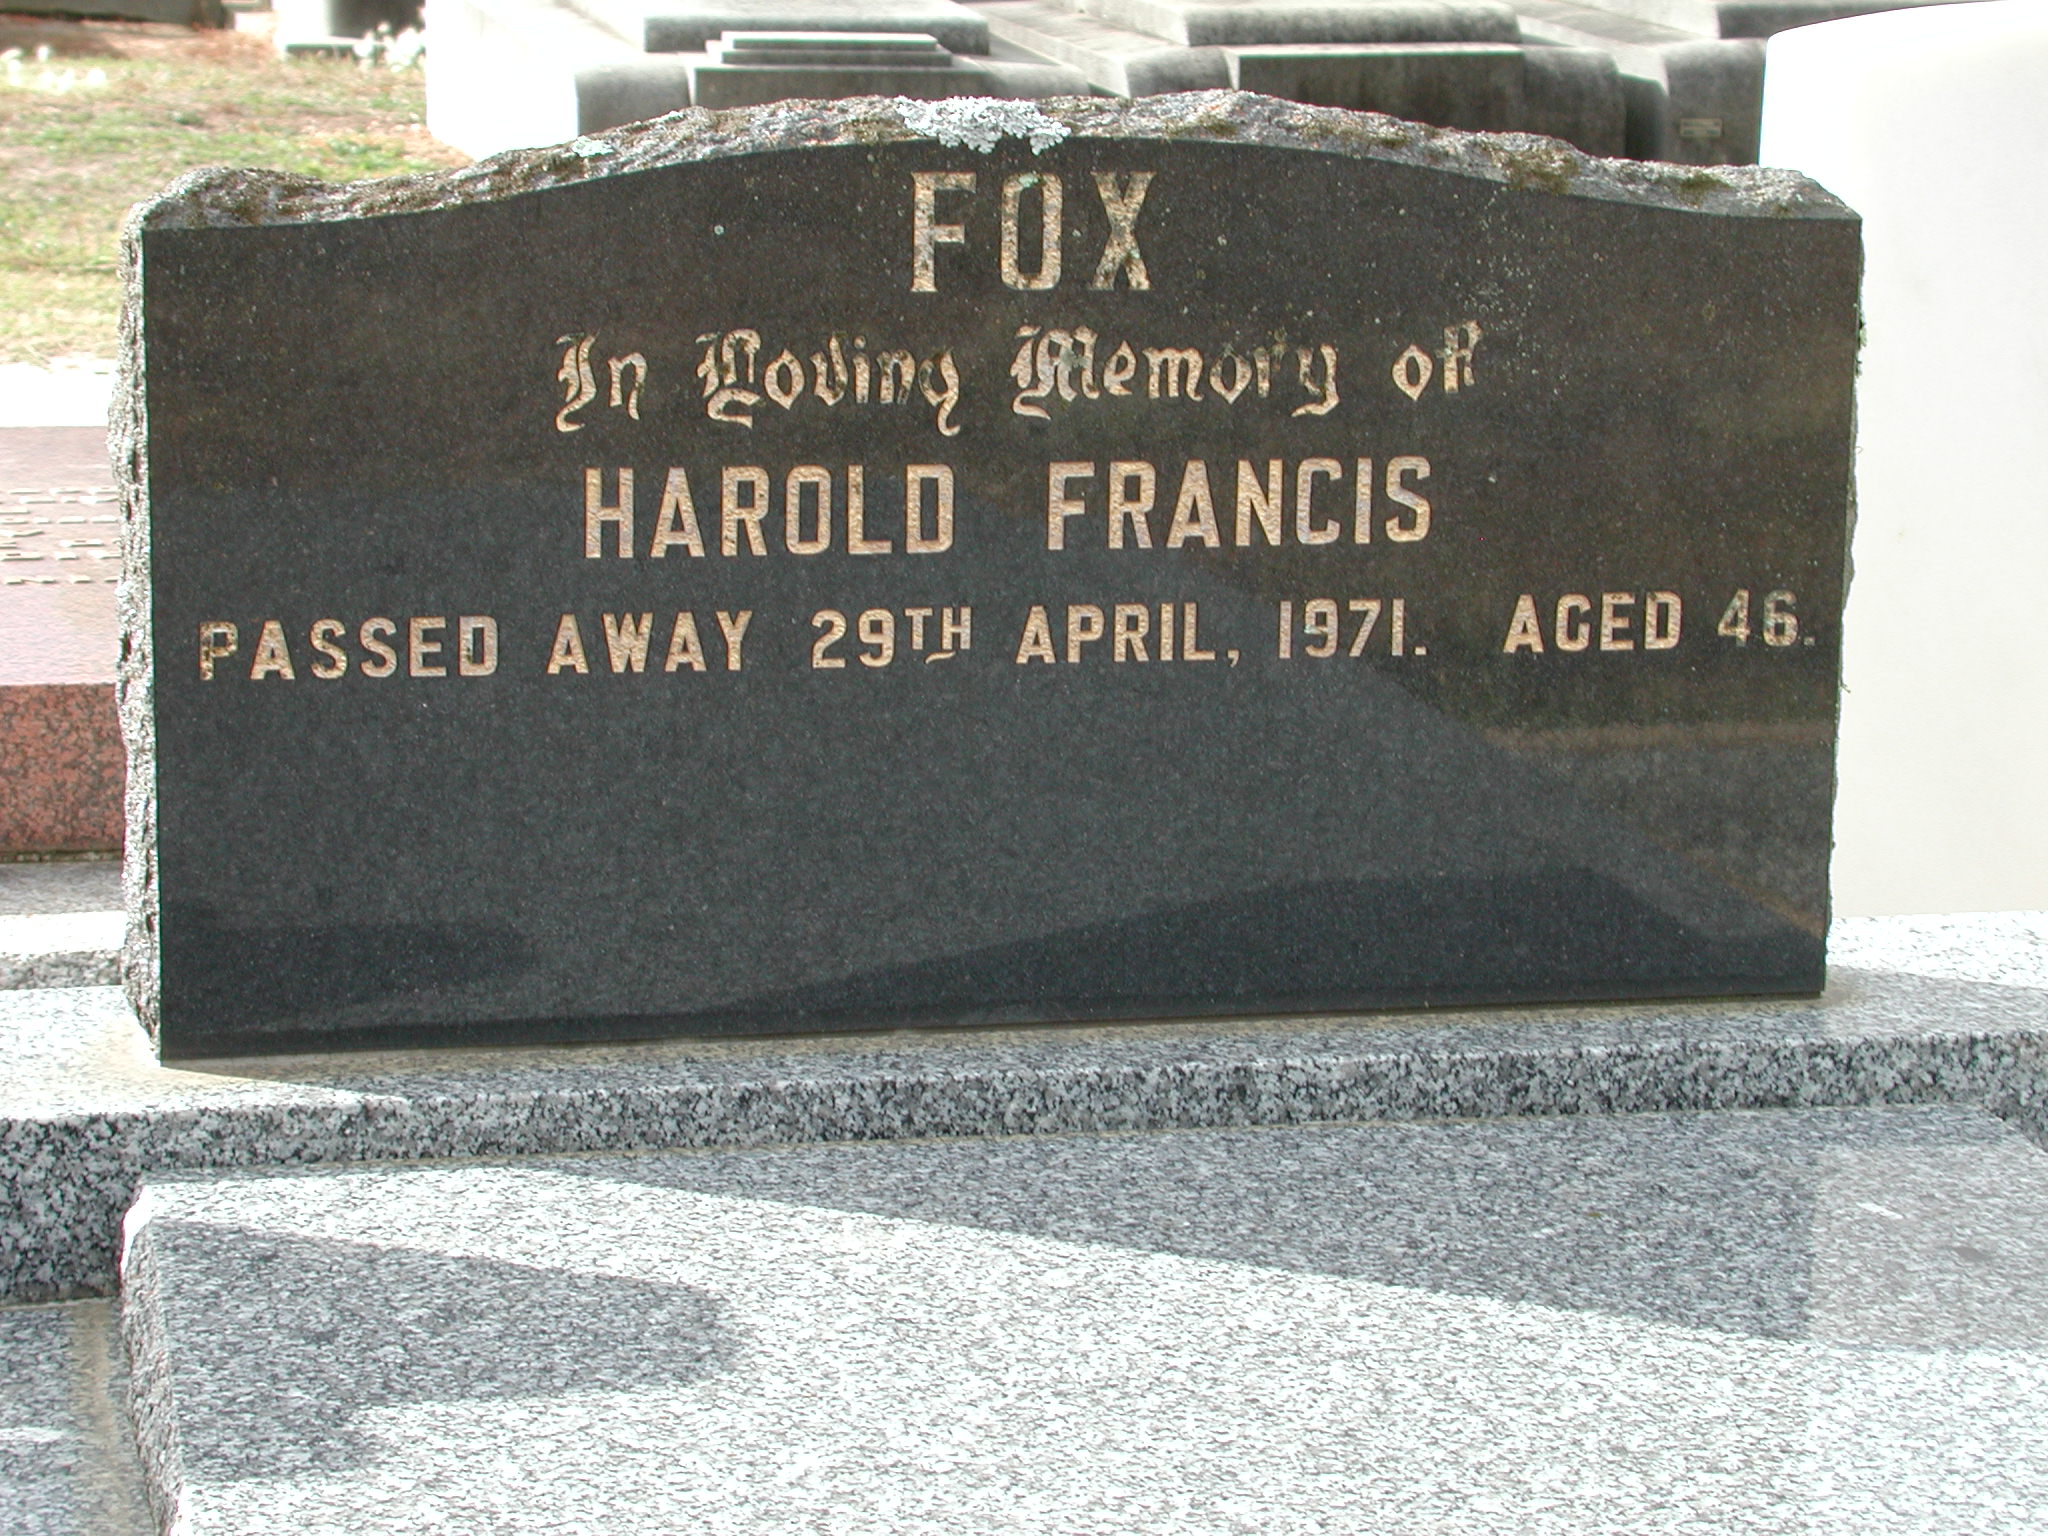 FOX
In Loving Memory of
HAROLD FRANCIS
PASSED AWAY 29TH APRIL, 1971. AGED 46.